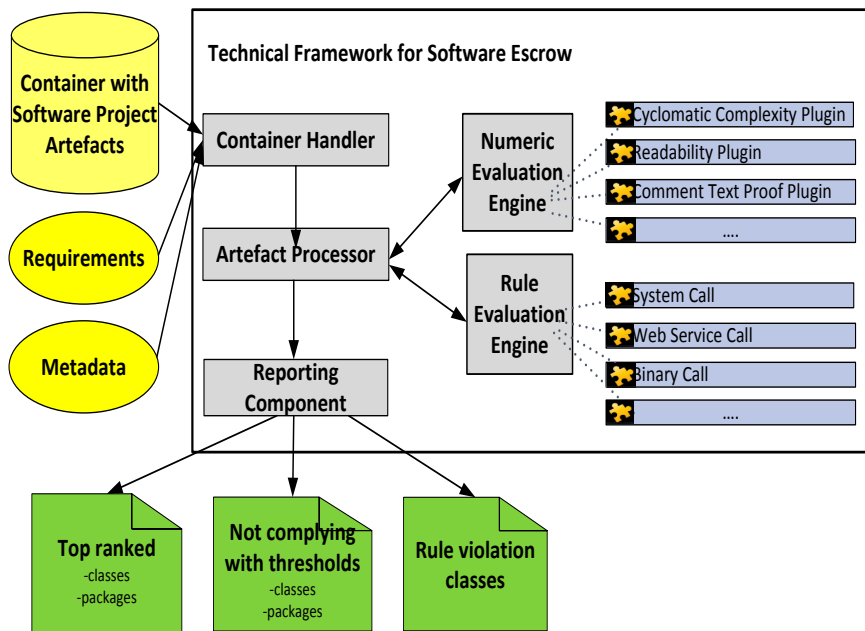 Technical Framework for Software Escrow
Container with
Software Project
Artefacts
Requirements
Metadata
Container Handler
Artefact Processor
Reporting
Component
Numeric
Evaluation
Engine
Cyclomatic Complexity Plugin
Readability Plugin
Comment Text Proof Plugin
....
Rule
Evaluation
Engine
System Call
Web Service Call
Binary Call
....
Top ranked
-classes
-packages
Not complying
with thresholds
-classes
-packages
Rule violation
classes